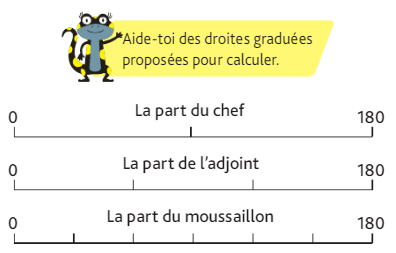 Aide-toi des droites graduées
proposées pour calculer.
0 La part du chef 180
0 La part de l'adjoint 180
0 La part du moussaillon 180